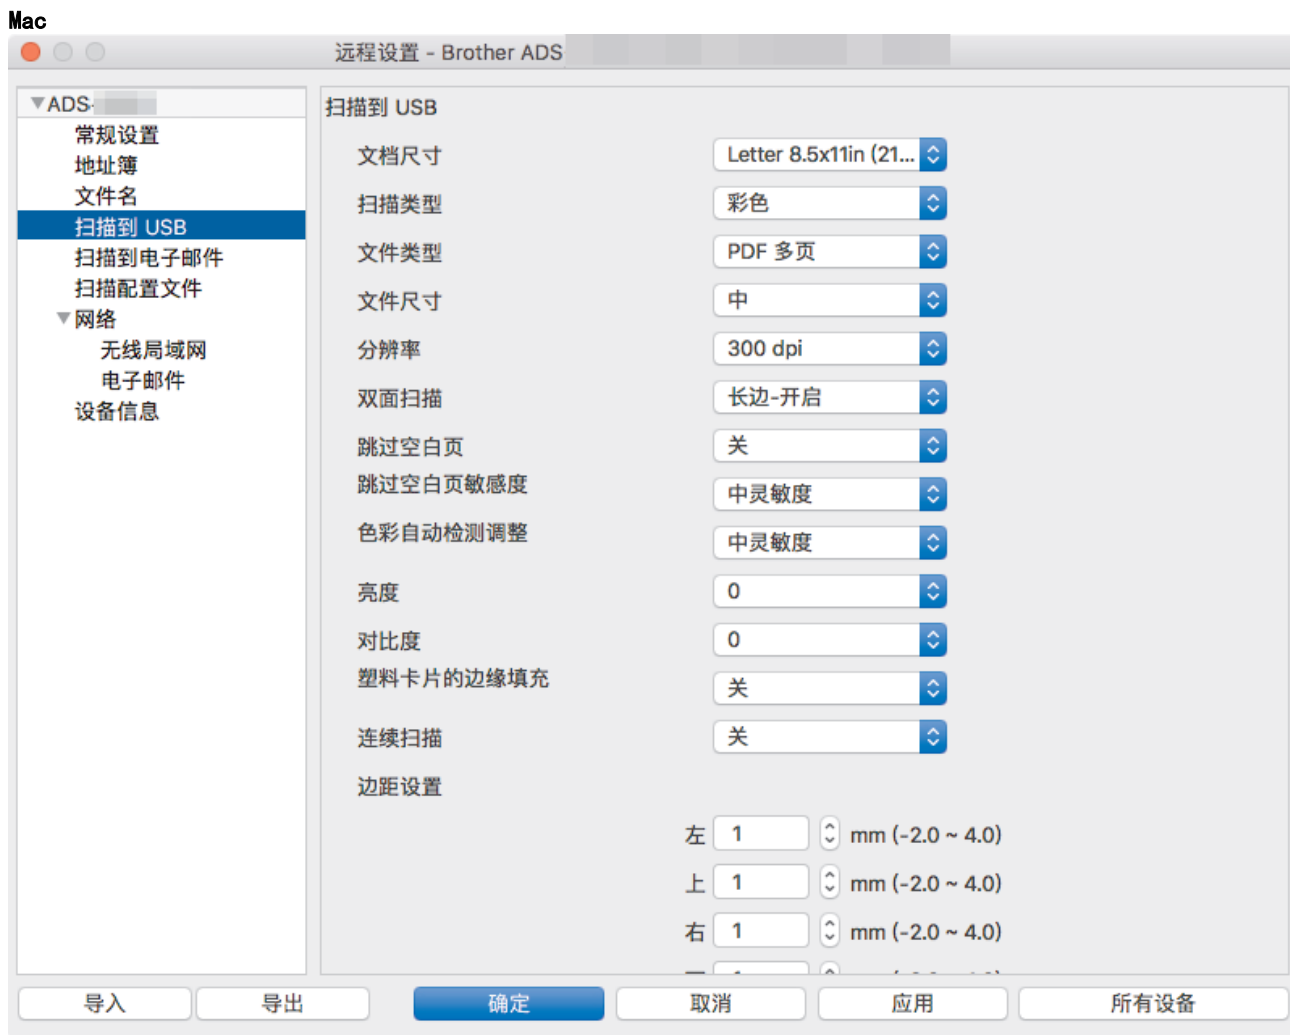 Mac
远程设置 - Brother ADS
ADS-
常规设置
地址簿
文件名
扫描到 USB
扫描到电子邮件
扫描配置文件
网络
无线局域网
电子邮件
设备信息
扫描到 USB
文档尺寸 Letter 8.5x11in (21...
扫描类型 彩色
文件类型 PDF 多页
文件尺寸 中
分辨率 300 dpi
双面扫描 长边-开启
跳过空白页 关
跳过空白页敏感度 中灵敏度
色彩自动检测调整 中灵敏度
亮度 0
对比度 0
塑料卡片的边缘填充 关
连续扫描 关
边距设置
左 1 mm (-2.0 ~ 4.0)
上 1 mm (-2.0 ~ 4.0)
右 1 mm (-2.0 ~ 4.0)
导入 导出 确定 取消 应用 所有设备